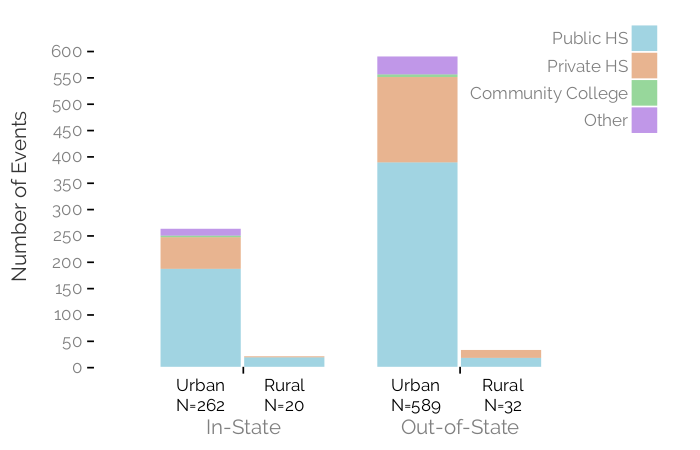 Public HS
Private HS
Community College
Other
Number of Events
600
550
500
450
400
350
300
250
200
150
100
50
0
Urban Rural Urban Rural
N=262 N=20 N=589 N=32
In-State Out-of-State